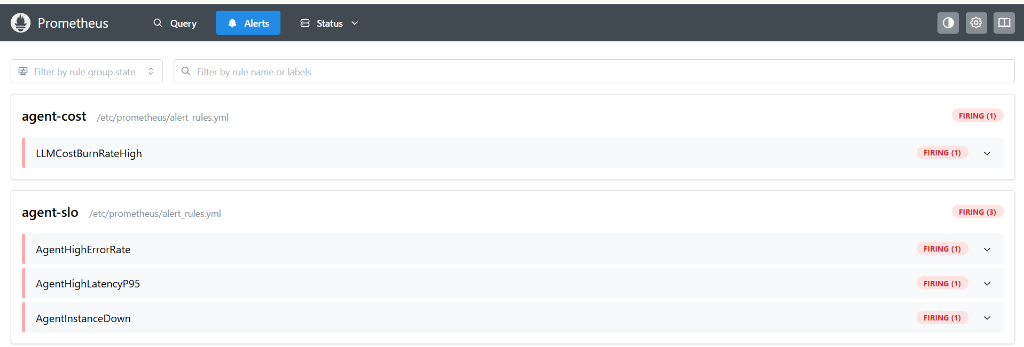 Prometheus Query Alerts Status
Filter by rule group state Filter by rule name or labels
agent-cost /etc/prometheus/alert_rules.yml FIRING (1)
LLMCostBurnRateHigh FIRING (1)
agent-slo /etc/prometheus/alert_rules.yml FIRING (3)
AgentHighErrorRate FIRING (1)
AgentHighLatencyP95 FIRING (1)
AgentInstanceDown FIRING (1)